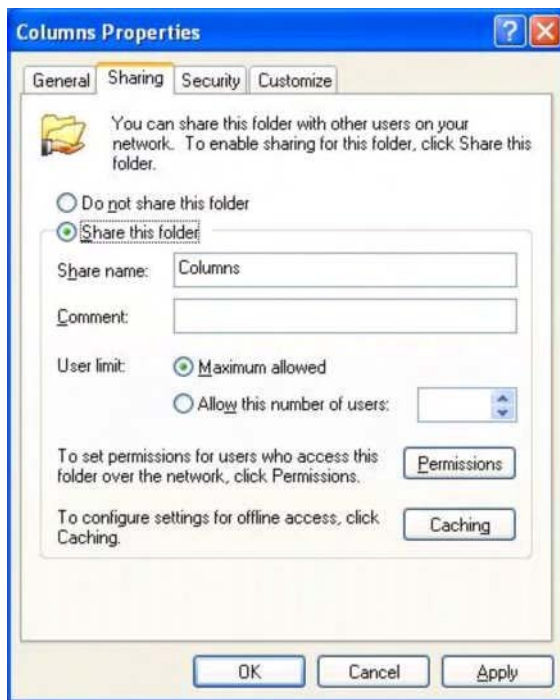 Columns Properties
?
General Sharing Security Customize
You can share this folder with other users on your
network. To enable sharing for this folder, click Share this
folder.
Do not share this folder
Share this folder
Share name: Columns
Comment:
User limit: Maximum allowed
Allow this number of users:
To set permissions for users who access this
folder over the network, click Permissions.
Permissions
To configure settings for offline access, click
Caching.
Caching
OK Cancel Apply